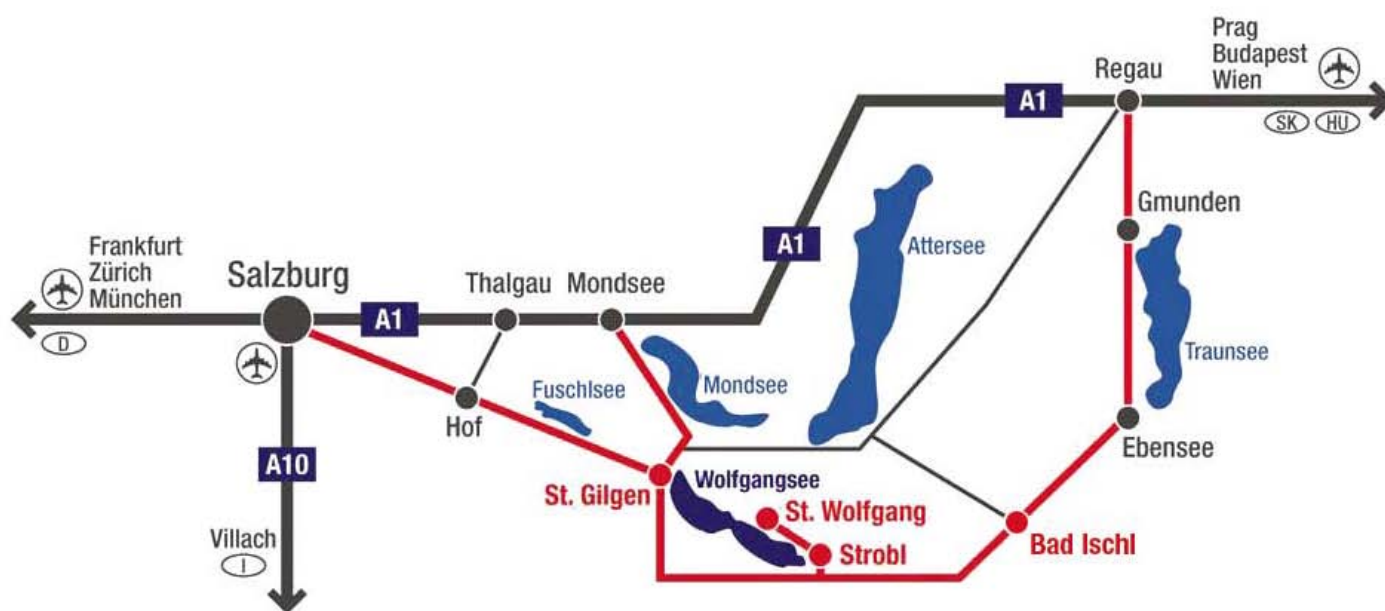 Prag
Budapest
Wien
Regau
A1
SK
HU
Gmunden
Frankfurt
Zürich
München
Salzburg
Thalgau
Mondsee
A1
Attersee
A1
D
Traunsee
Fuschlsee
Mondsee
Hof
Ebensee
A10
St. Gilgen
Wolfgangsee
St. Wolfgang
Villach
I
Strobl
Bad Ischl